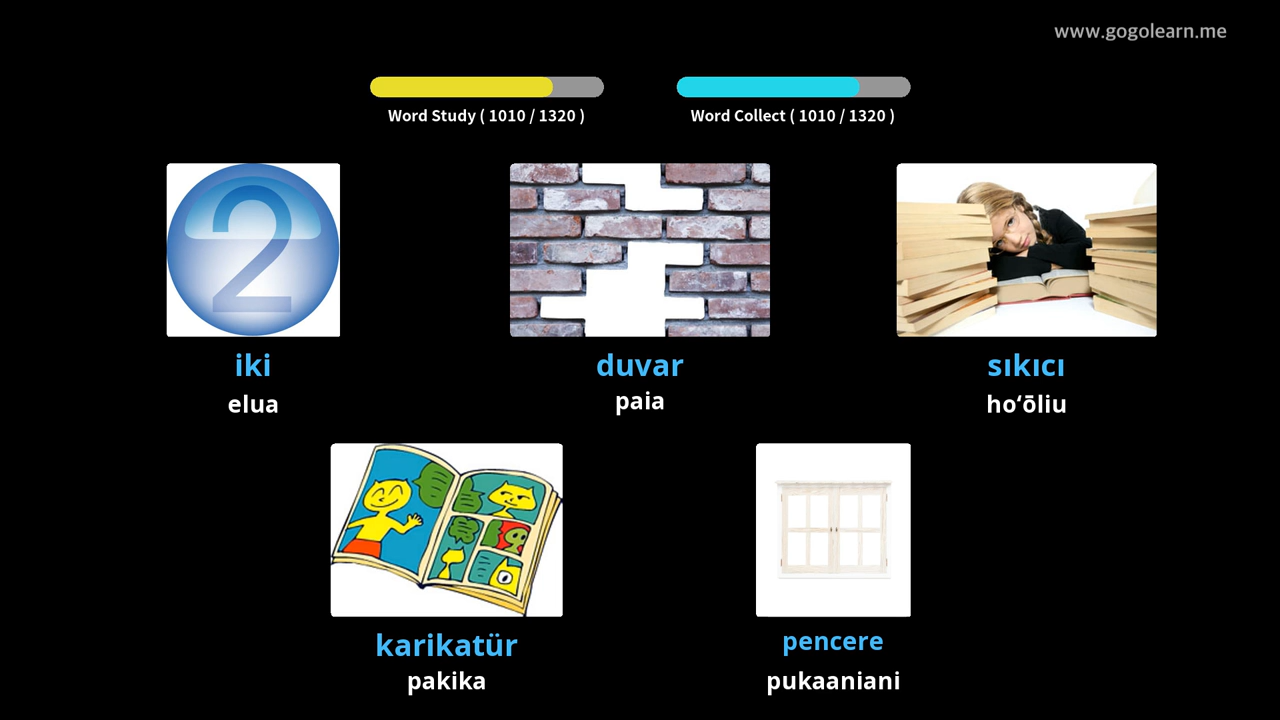 www.gogolearn.me
Word Study ( 1010 / 1320 )
Word Collect ( 1010 / 1320 )
2
iki
elua
duvar
paia
sıkıcı
hoʻōliu
karikatür
pakika
pencere
pukaaniani